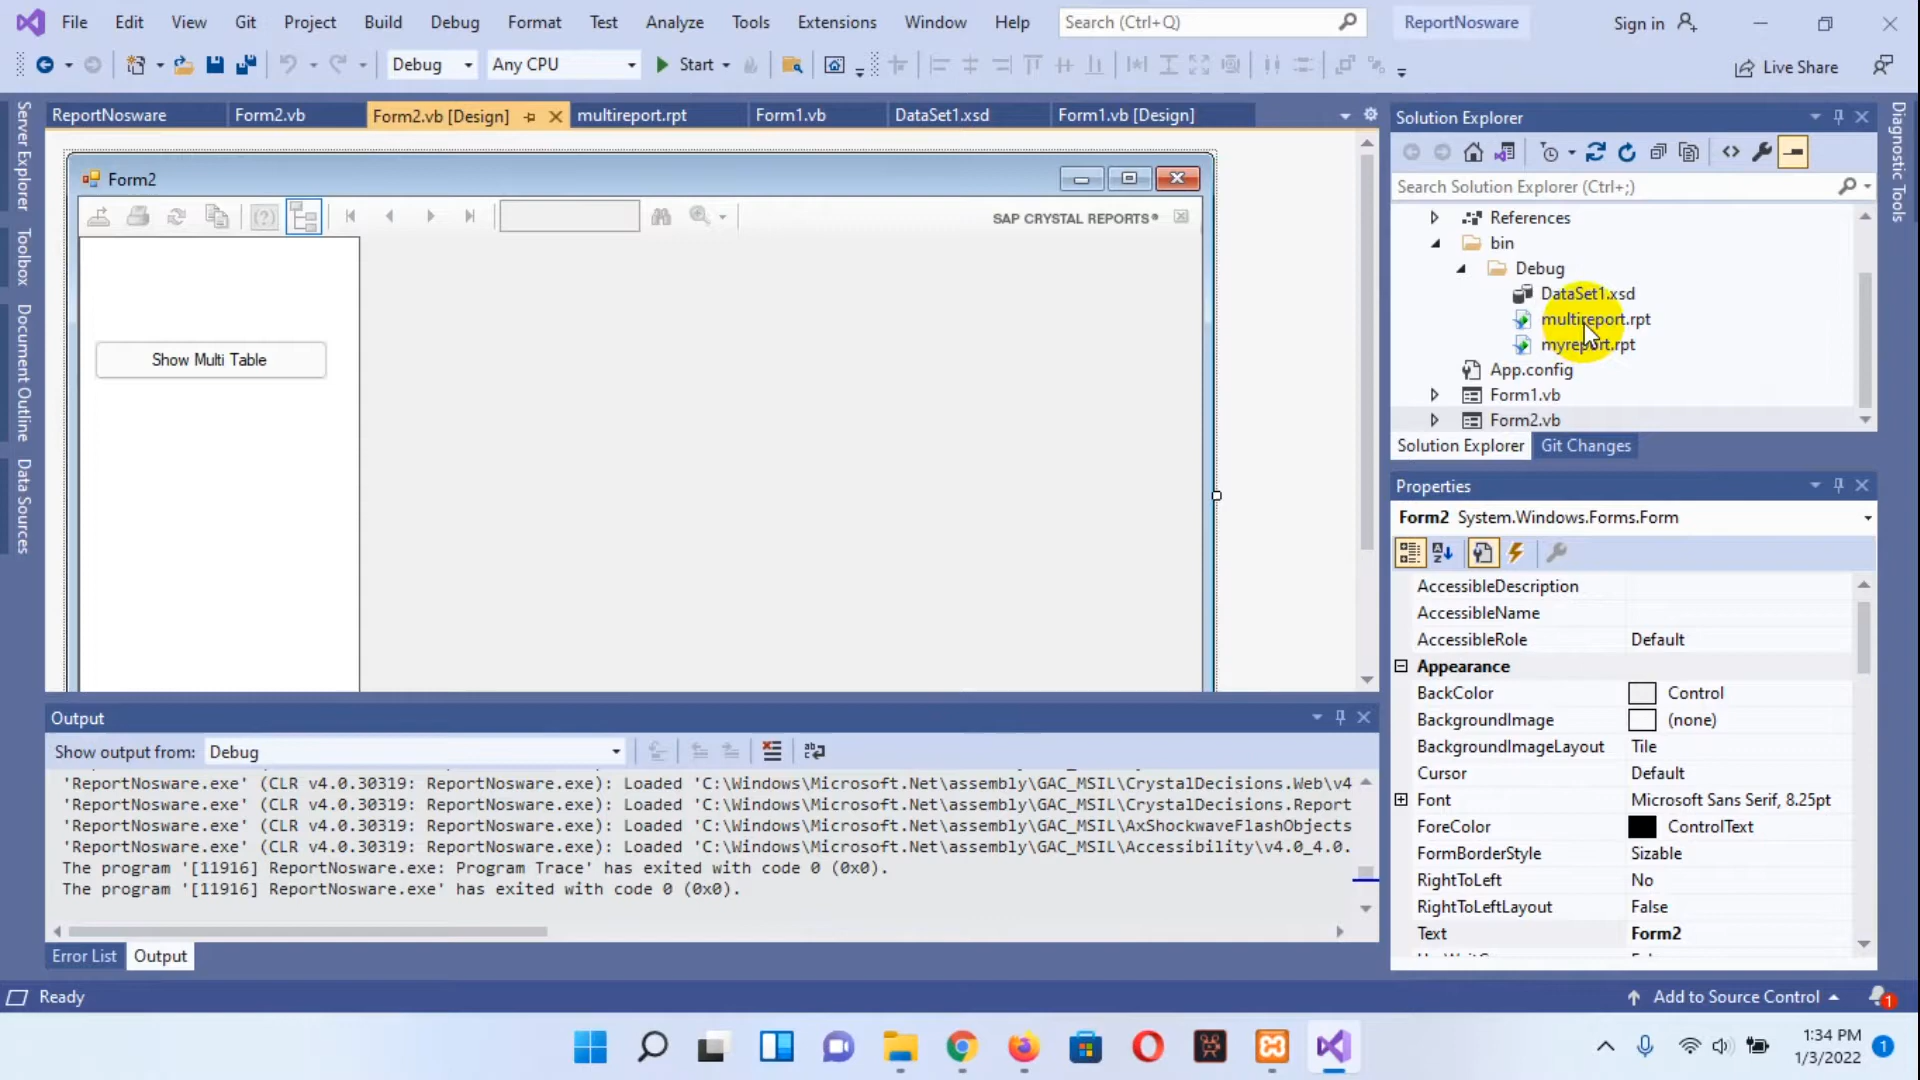 File Edit View Git Project Build Debug Format Test Analyze Tools Extensions Window Help Search (Ctrl+Q) ReportNosware Sign in
Debug Any CPU Start Live Share
ReportNosware Form2.vb Form2.vb [Design] multireport.rpt Form1.vb DataSet1.xsd Form1.vb [Design]
Server Explorer
Toolbox
Document Outline
Data Sources
Form2
SAP CRYSTAL REPORTS®
Show Multi Table
Solution Explorer
Search Solution Explorer (Ctrl+;)
References
bin
Debug
DataSet1.xsd
multireport.rpt
myreport.rpt
App.config
Form1.vb
Form2.vb
Solution Explorer Git Changes
Diagnostic Tools
Properties
Form2 System.Windows.Forms.Form
AccessibleDescription
AccessibleName
AccessibleRole Default
Appearance
BackColor Control
BackgroundImage (none)
BackgroundImageLayout Tile
Cursor Default
Font Microsoft Sans Serif, 8.25pt
ForeColor ControlText
FormBorderStyle Sizable
RightToLeft No
RightToLeftLayout False
Text Form2
Output
Show output from: Debug
'ReportNosware.exe' (CLR v4.0.30319: ReportNosware.exe): Loaded 'C:\Windows\Microsoft.Net\assembly\GAC_MSIL\CrystalDecisions.Web\v4
'ReportNosware.exe' (CLR v4.0.30319: ReportNosware.exe): Loaded 'C:\Windows\Microsoft.Net\assembly\GAC_MSIL\CrystalDecisions.Report
'ReportNosware.exe' (CLR v4.0.30319: ReportNosware.exe): Loaded 'C:\Windows\Microsoft.Net\assembly\GAC_MSIL\AxShockwaveFlashObjects
'ReportNosware.exe' (CLR v4.0.30319: ReportNosware.exe): Loaded 'C:\Windows\Microsoft.Net\assembly\GAC_MSIL\Accessibility\v4.0_4.0.
The program '[11916] ReportNosware.exe: Program Trace' has exited with code 0 (0x0).
The program '[11916] ReportNosware.exe' has exited with code 0 (0x0).
Error List Output
Ready Add to Source Control 1
1:34 PM
1/3/2022 1